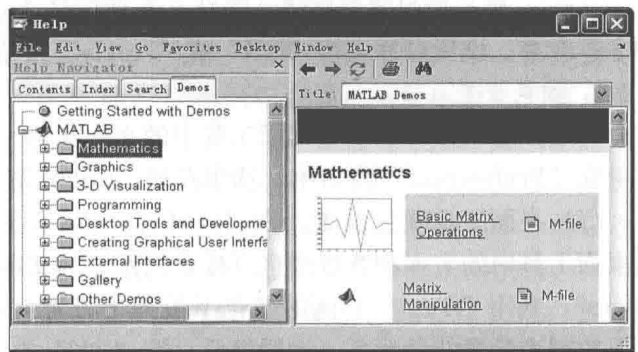 Help
File Edit View Go Favorites Desktop Window Help
Help Navigator
Contents Index Search Demos
Getting Started with Demos
MATLAB
Mathematics
Graphics
3-D Visualization
Programming
Desktop Tools and Developme
Creating Graphical User Interfa
External Interfaces
Gallery
Other Demos
Title: MATLAB Demos
Mathematics
Basic Matrix
Operations
M-file
Matrix
Manipulation
M-file